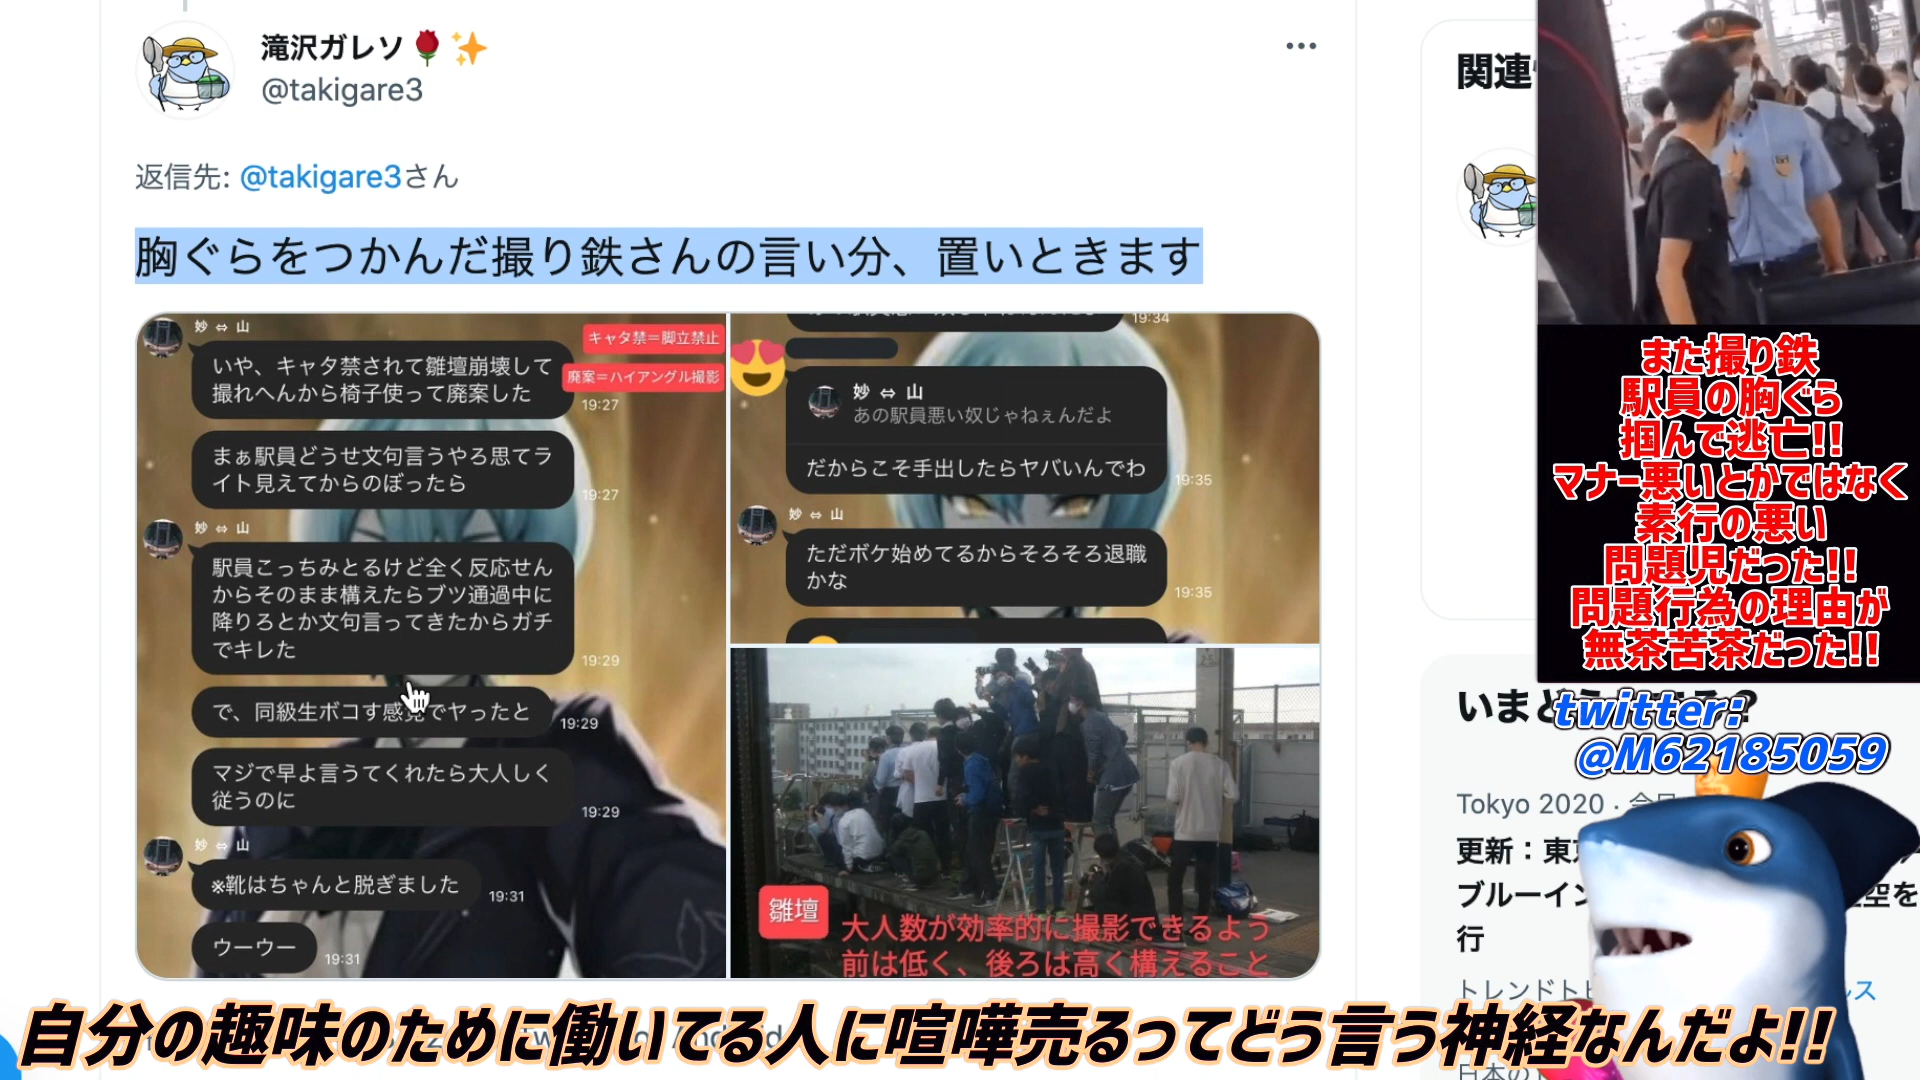 滝沢ガレソ
@takigare3
返信先: @takigare3さん
胸ぐらをつかんだ撮り鉄さんの言い分、置いときます
妙 ⇔ 山
キャタ禁＝脚立禁止
いや、キャタ禁されて雛壇崩壊して
撮れへんから椅子使って廃案した
廃案＝ハイアングル撮影
19:27
まぁ駅員どうせ文句言うやろ思てラ
イト見えてからのぼったら
19:27
妙 ⇔ 山
駅員こっちみとるけど全く反応せん
からそのまま構えたらブツ通過中に
降りろとか文句言ってきたからガチ
でキレた
19:29
で、同級生ボコす感覚でヤったと
19:29
マジで早よ言うてくれたら大人しく
従うのに
19:29
妙 ⇔ 山
※靴はちゃんと脱ぎました
19:31
ウーウー
19:31
19:34
妙 ⇔ 山
あの駅員悪い奴じゃねぇんだよ
だからこそ手出したらヤバいんでわ
19:35
妙 ⇔ 山
ただボケ始めてるからそろそろ退職
かな
19:35
雛壇
大人数が効率的に撮影できるよう
前は低く、後ろは高く構えること
関連
また撮り鉄
駅員の胸ぐら
掴んで逃亡!!
マナー悪いとかではなく
素行の悪い
問題児だった!!
問題行為の理由が
無茶苦茶だった!!
いま
twitter:
@M62185059
Tokyo 2020 ·
更新：東
ブルーイン
空を
行
トレンドト
ス
自分の趣味のために働いてる人に喧嘩売るってどう言う神経なんだよ!!
日本の